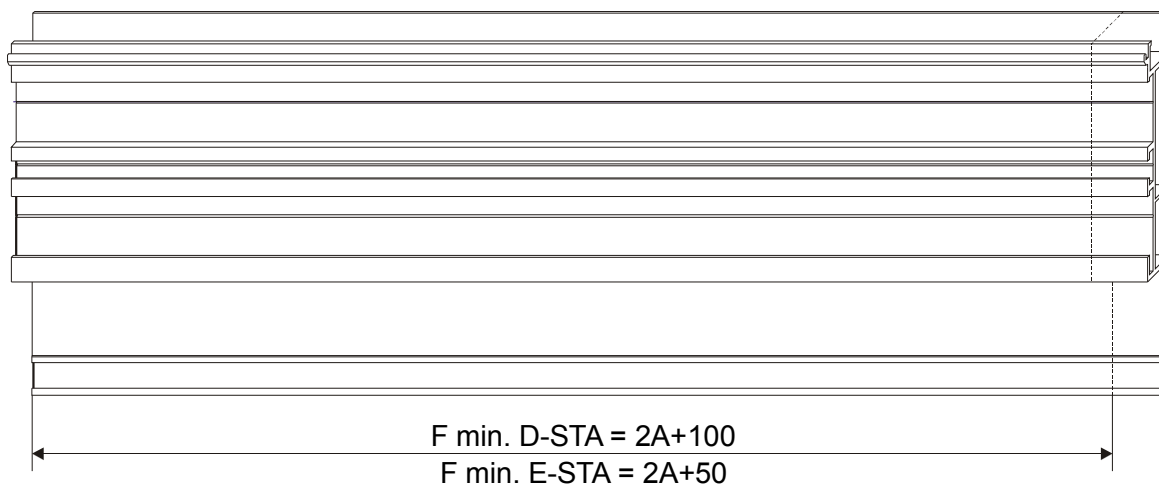 F min. D-STA = 2A+100
F min. E-STA = 2A+50